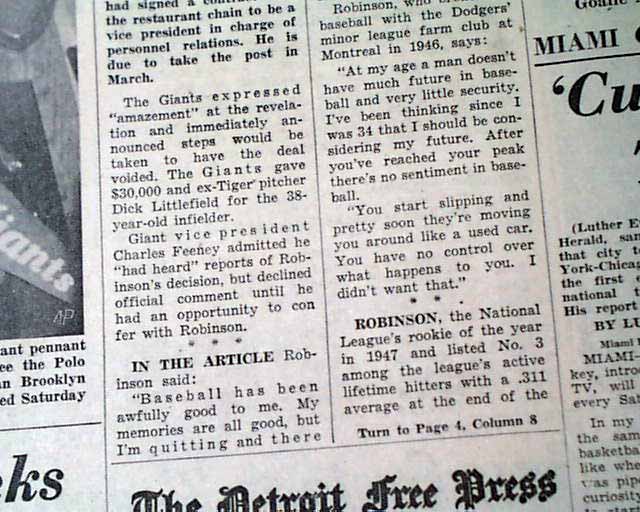 had signed a
the restaurant chain to be a
vice president in charge of
personnel relations. He is
due to take the post in
March.
The Giants expressed
"amazement" at the revela-
tion and immediately an-
nounced steps would be
taken to have the deal
voided. The Giants gave
$30,000 and ex-Tiger pitcher
Dick Littlefield for the 38-
year-old infielder.
Giant vice president
Charles Feeney admitted he
"had heard" reports of Rob-
inson's decision, but declined
official comment until he
had an opportunity to con
fer with Robinson.
* * *
IN THE ARTICLE Rob-
inson said:
"Baseball has been
awfully good to me. My
memories are all good, but
I'm quitting and there
Robinson, who
baseball with the Dodgers'
minor league farm club at
Montreal in 1946, says:
"At my age a man doesn't
have much future in base-
ball and very little security.
I've been thinking since I
was 34 that I should be con-
sidering my future. After
you've reached your peak
there's no sentiment in base-
ball.
"You start slipping and
pretty soon they're moving
you around like a used car.
You have no control over
what happens to you. I
didn't want that."
* * *
ROBINSON, the National
League's rookie of the year
in 1947 and listed No. 3
among the league's active
lifetime hitters with a .311
average at the end of the
Turn to Page 4, Column 8
iants
AP
ant pennant
ee the Polo
an Brooklyn
ed Saturday
eks
The Detroit Free Press
MIAMI
'Cu
(Luther E
Herald, sa
that city t
York-Chica
the first
national t
His report
BY LI
Miami
MIAMI
key, intro
TV, will
every Sat
In my
the sam
basketba
like whe
was pip
curiosity